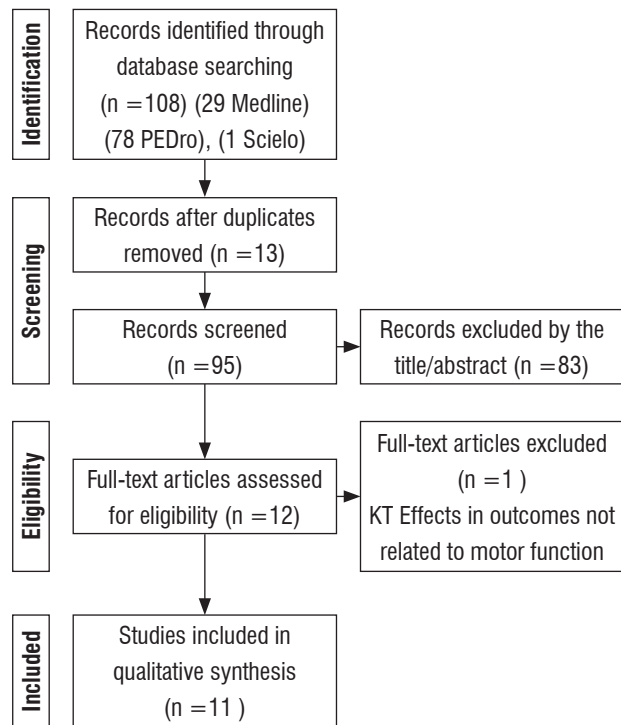 Identification
Records identified through
database searching
(n =108) (29 Medline)
(78 PEDro), (1 Scielo)
Screening
Records after duplicates
removed (n =13)
Records screened
(n =95)
Records excluded by the
title/abstract (n =83)
Eligibility
Full-text articles assessed
for eligibility (n =12)
Full-text articles excluded
(n =1 )
KT Effects in outcomes not
related to motor function
Included
Studies included in
qualitative synthesis
(n =11 )